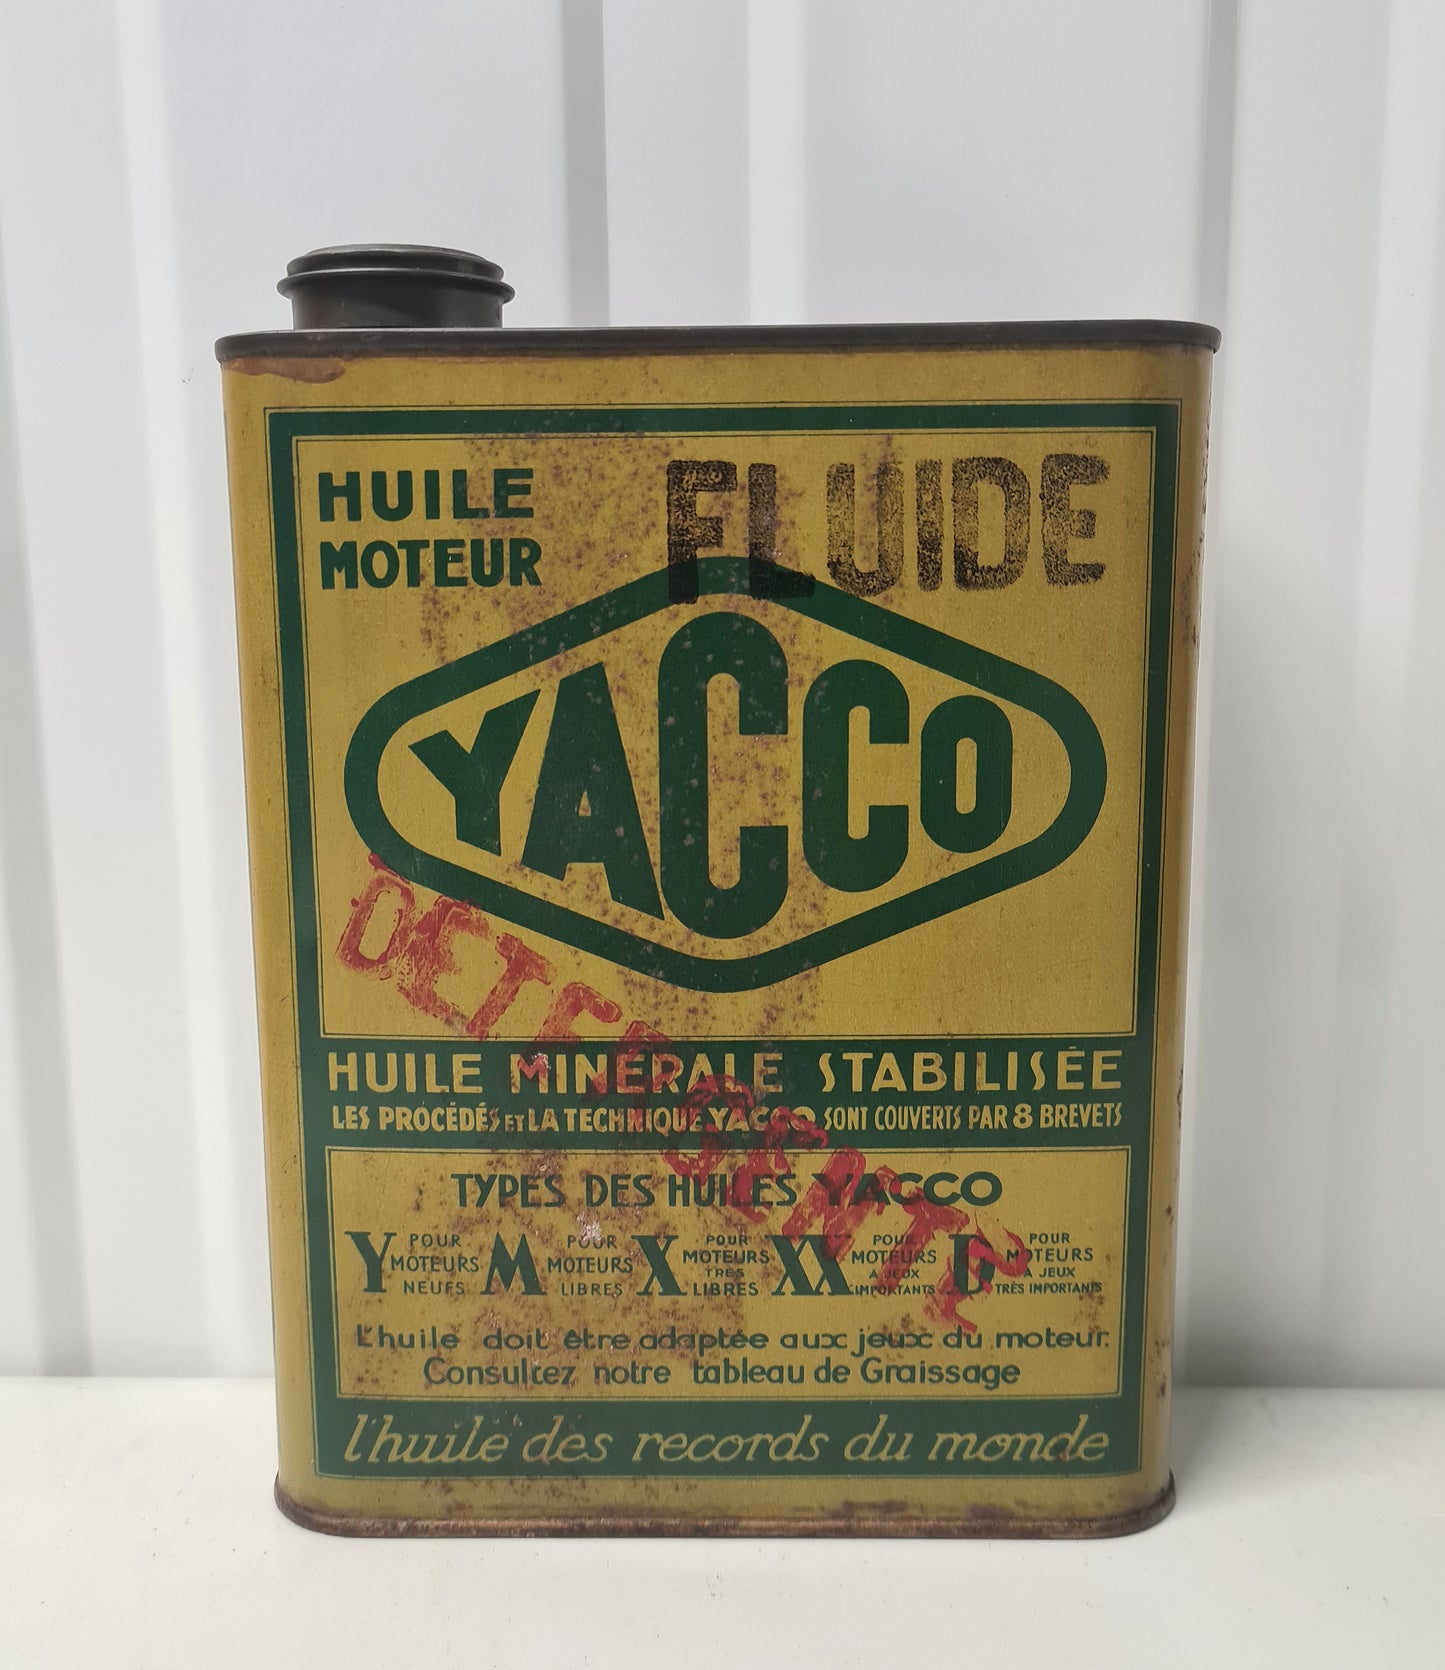 HUILE
MOTEUR
FLUIDE
YACCO
DÉTERGENTE
HUILE MINÉRALE STABILISÉE
LES PROCÉDÉS ET LA TECHNIQUE YACCO SONT COUVERTS PAR 8 BREVETS
TYPES DES HUILES YACCO
Y POUR MOTEURS NEUFS
M POUR MOTEURS LIBRES
X POUR MOTEURS TRÈS LIBRES
XX POUR MOTEURS A JEUX IMPORTANTS
D POUR MOTEURS A JEUX TRÈS IMPORTANTS
L'huile doit être adaptée aux jeux du moteur.
Consultez notre tableau de Graissage
l'huile des records du monde